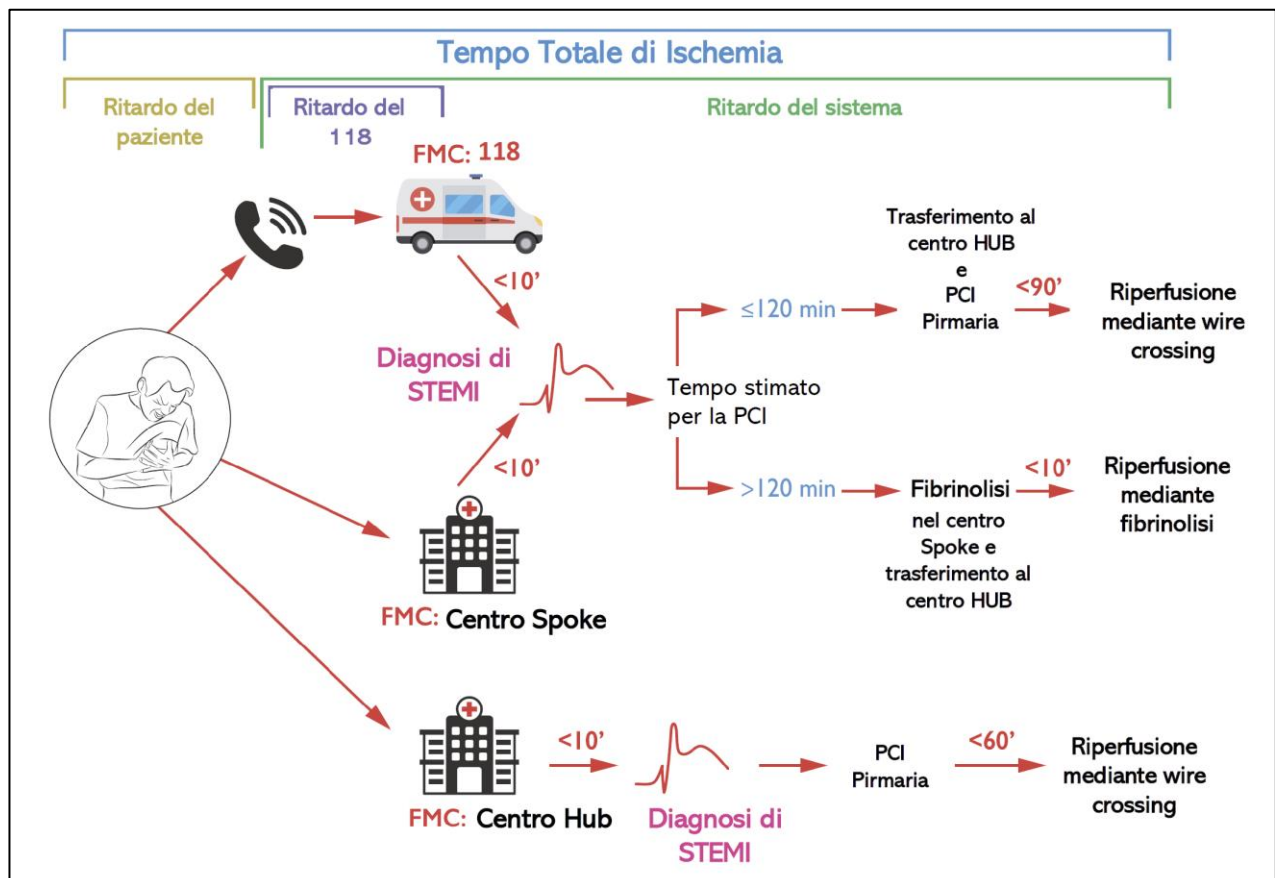 Tempo Totale di Ischemia
Ritardo del
paziente
Ritardo del
118
Ritardo del sistema
FMC: 118
<10’
Diagnosi di
STEMI
<10’
FMC: Centro Spoke
Tempo stimato
per la PCI
≤120 min
Trasferimento al
centro HUB
e
PCI
Pirmaria
<90’
Riperfusione
mediante wire
crossing
>120 min
Fibrinolisi
nel centro
Spoke e
trasferimento al
centro HUB
<10’
Riperfusione
mediante
fibrinolisi
FMC: Centro Hub
<10’
Diagnosi di
STEMI
PCI
Pirmaria
<60’
Riperfusione
mediante wire
crossing